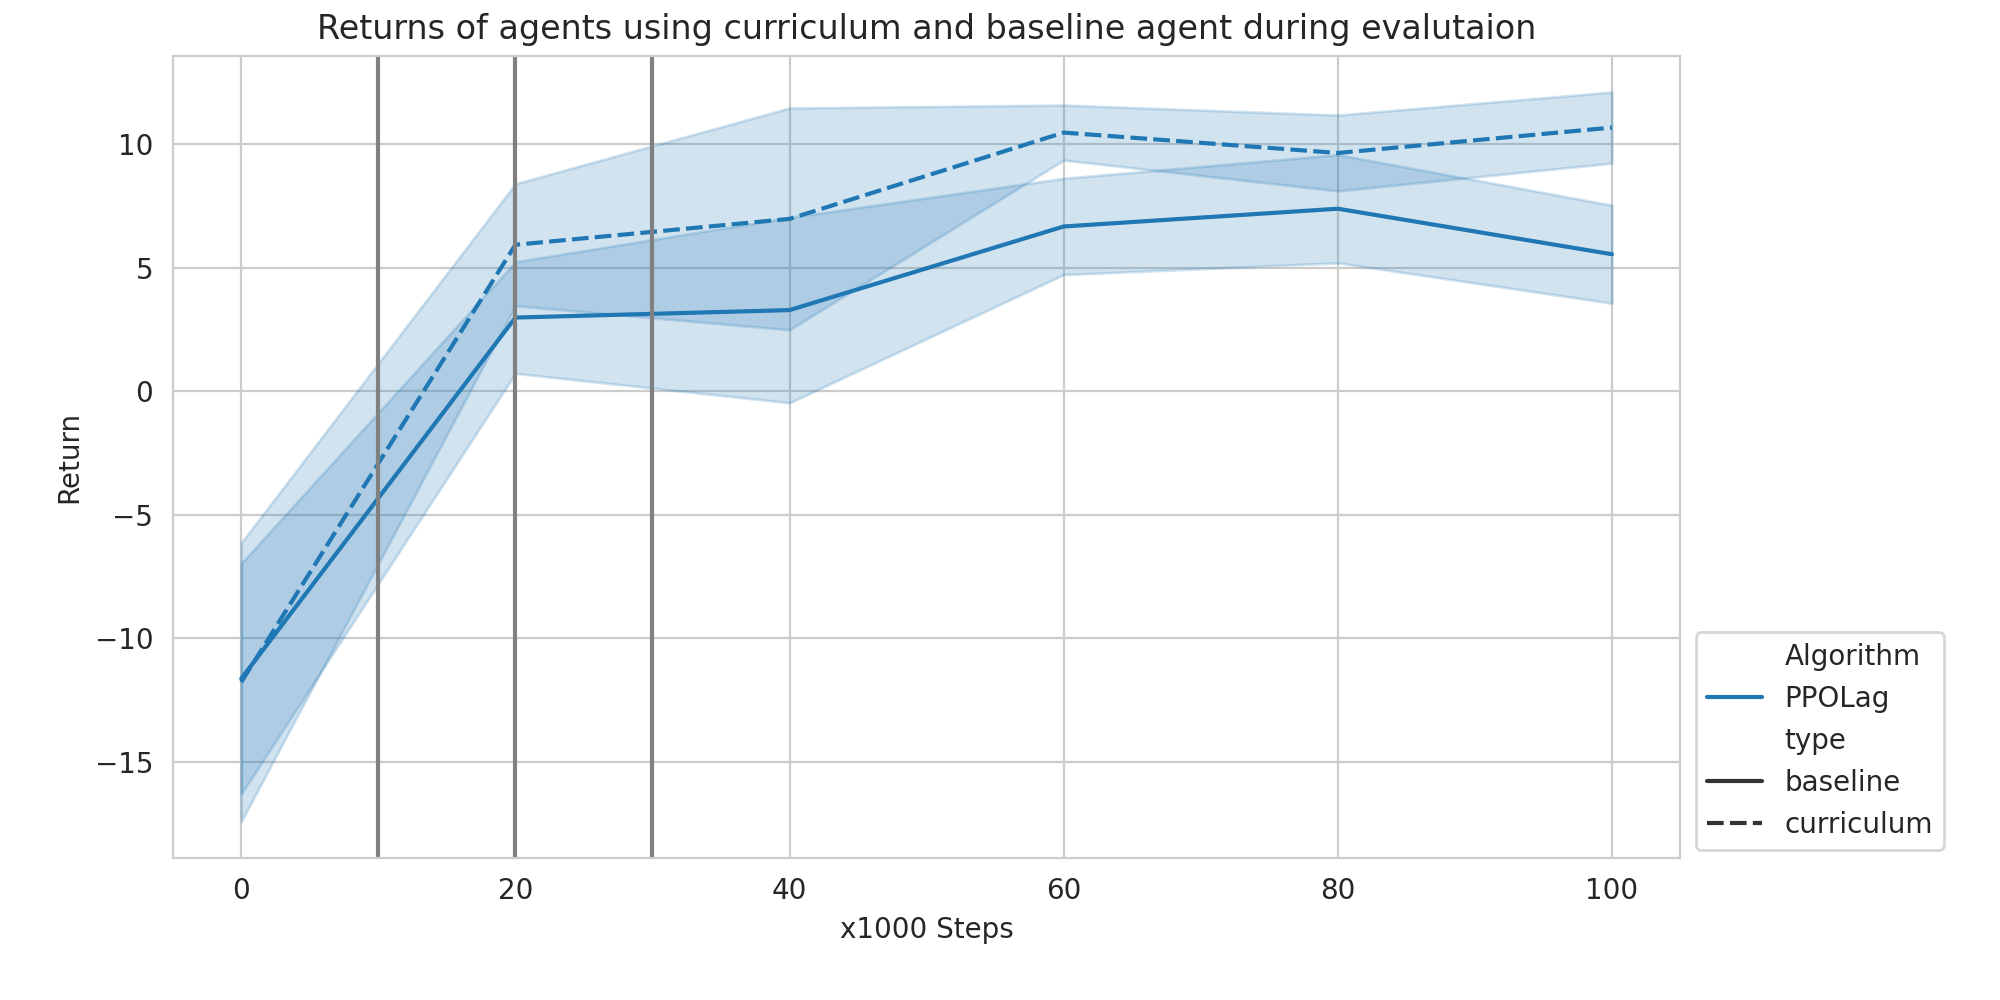 Returns of agents using curriculum and baseline agent during evalutaion
10
5
0
−5
−10
−15
Return
0 20 40 60 80 100
x1000 Steps
Algorithm
PPOLag
type
baseline
curriculum